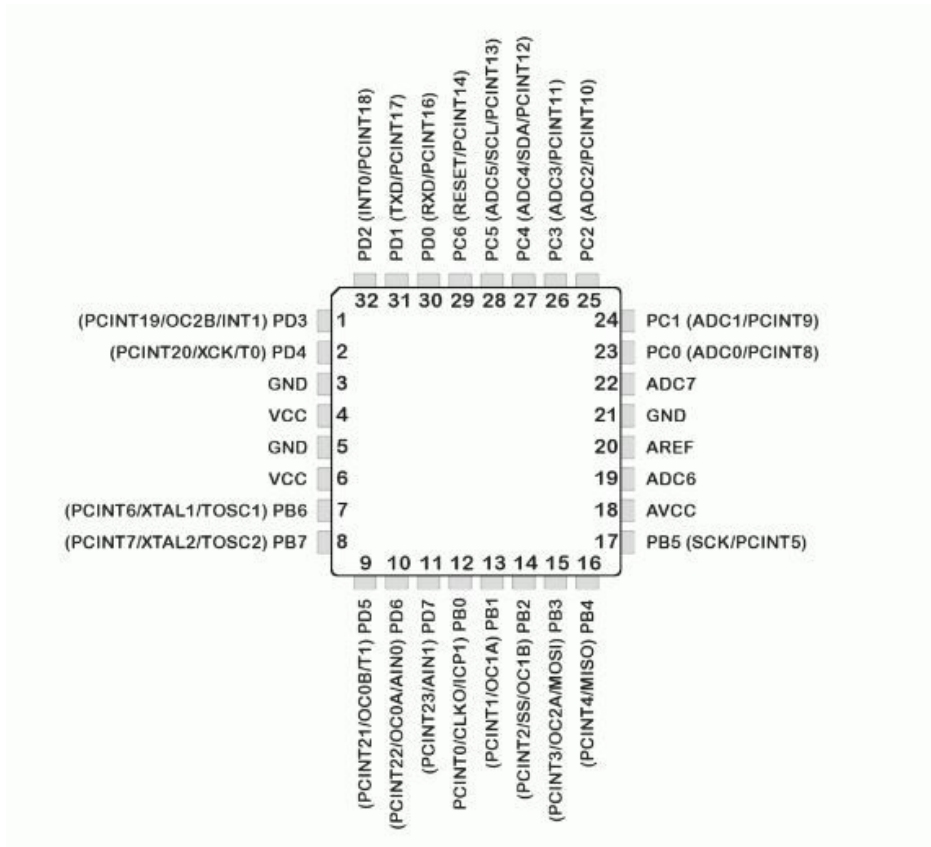 PD2 (INT0/PCINT18)
PD1 (TXD/PCINT17)
PD0 (RXD/PCINT16)
PC6 (RESET/PCINT14)
PC5 (ADC5/SCL/PCINT13)
PC4 (ADC4/SDA/PCINT12)
PC3 (ADC3/PCINT11)
PC2 (ADC2/PCINT10)
32 31 30 29 28 27 26 25
(PCINT19/OC2B/INT1) PD3 1
(PCINT20/XCK/T0) PD4 2
GND 3
VCC 4
GND 5
VCC 6
(PCINT6/XTAL1/TOSC1) PB6 7
(PCINT7/XTAL2/TOSC2) PB7 8
24 PC1 (ADC1/PCINT9)
23 PC0 (ADC0/PCINT8)
22 ADC7
21 GND
20 AREF
19 ADC6
18 AVCC
17 PB5 (SCK/PCINT5)
9 10 11 12 13 14 15 16
(PCINT21/OC0B/T1) PD5
(PCINT22/OC0A/AIN0) PD6
(PCINT23/AIN1) PD7
PCINT0/CLKO/ICP1) PB0
(PCINT1/OC1A) PB1
(PCINT2/SS/OC1B) PB2
(PCINT3/OC2A/MOSI) PB3
(PCINT4/MISO) PB4